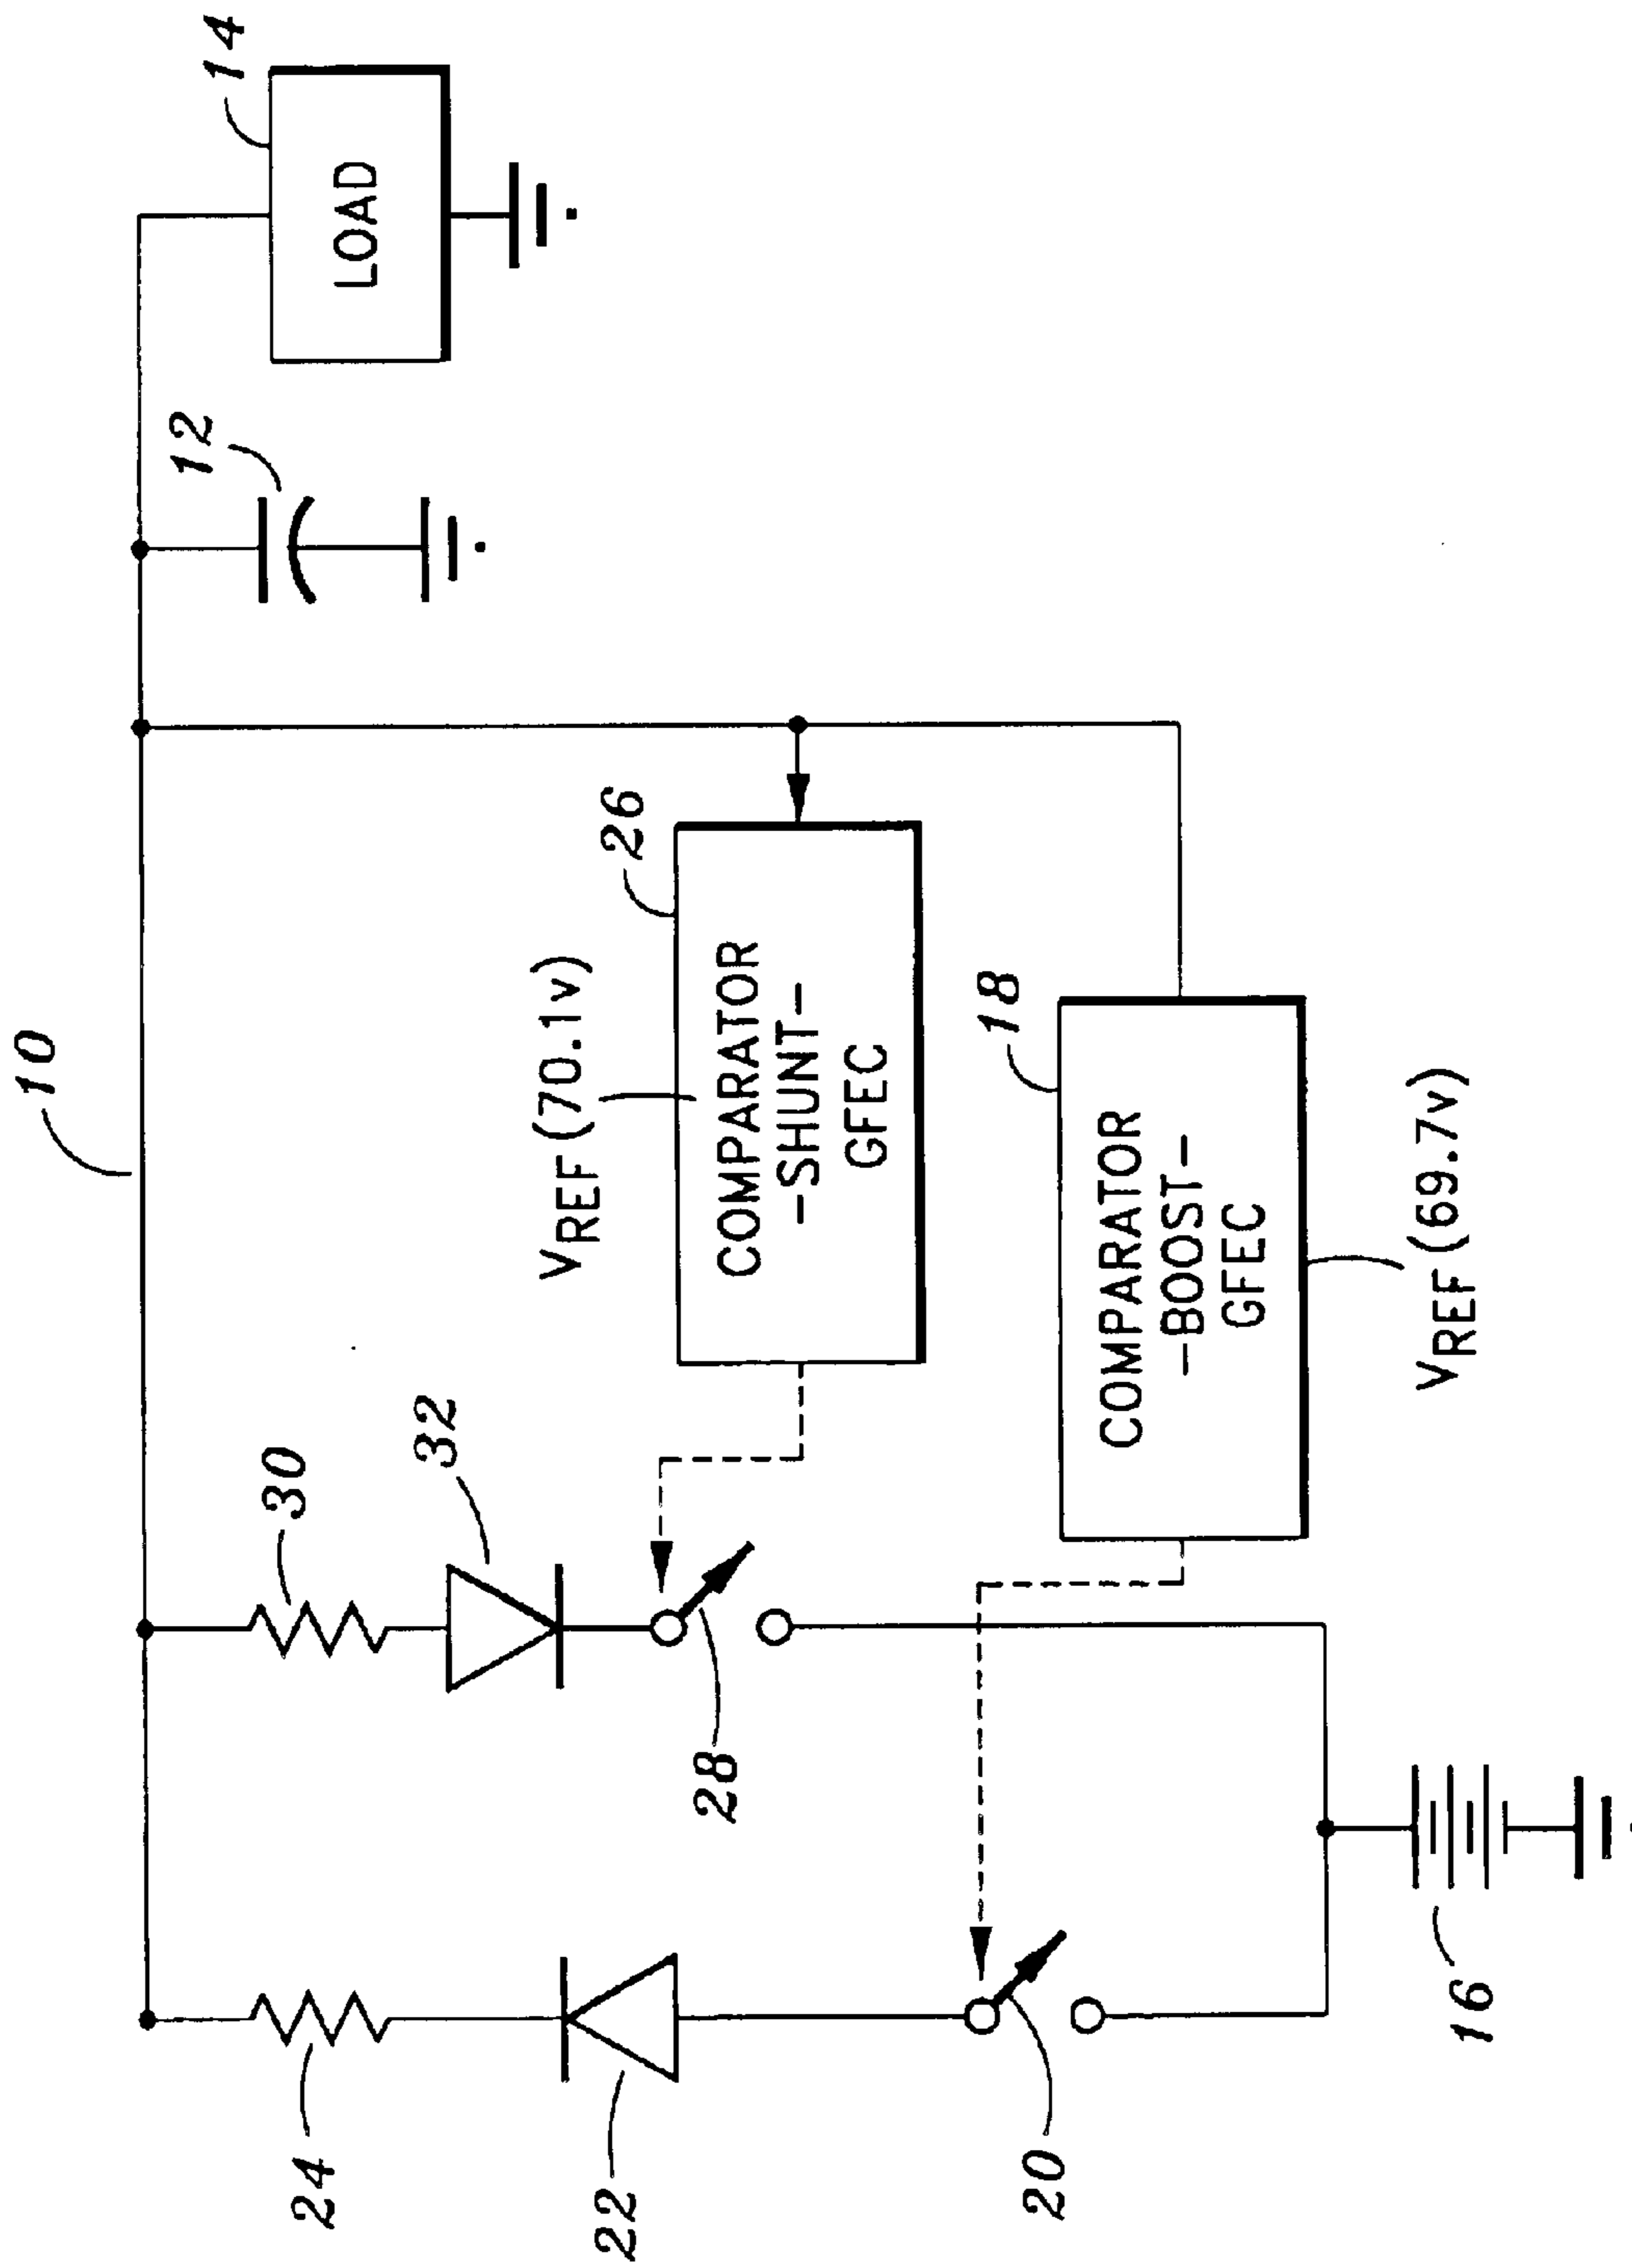 10
14
LOAD
12
30
32
24
22
28
20
VREF (70.1v)
26
COMPARATOR
-SHUNT-
GFEC
18
COMPARATOR
-BOOST-
GFEC
VREF (69.7v)
16